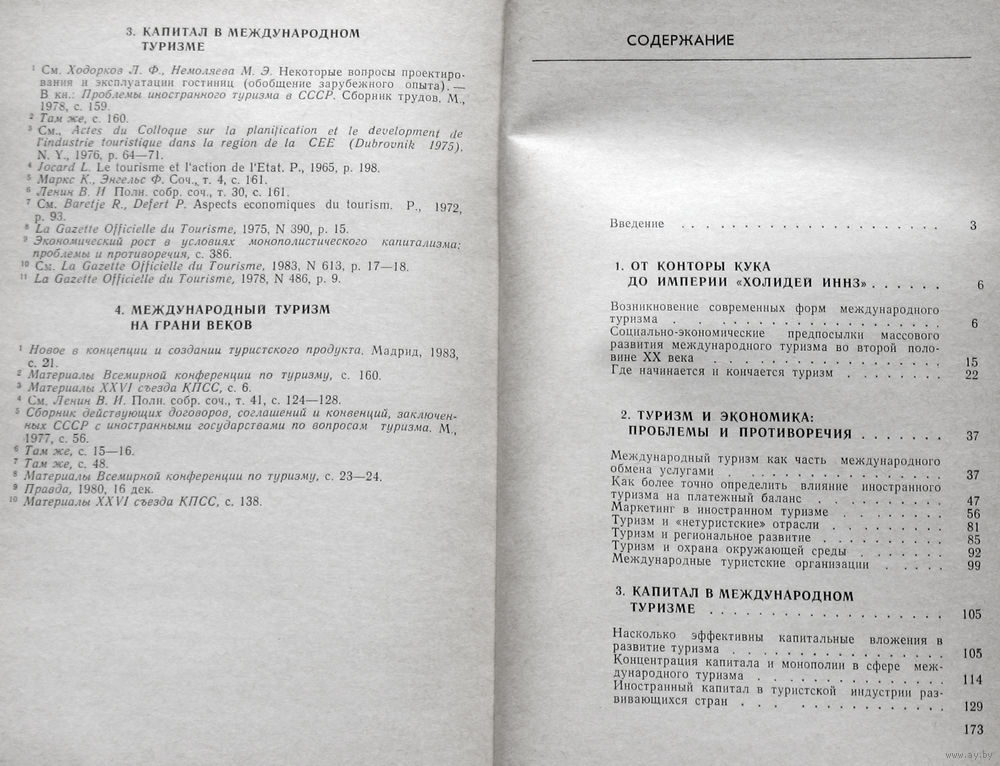 3. КАПИТАЛ В МЕЖДУНАРОДНОМ
ТУРИЗМЕ
1 См. Ходорков Л. Ф., Немоляева М. Э. Некоторые вопросы проектиро-
вания и эксплуатации гостиниц (обобщение зарубежного опыта). —
В кн.: Проблемы иностранного туризма в СССР. Сборник трудов. М.,
1978, с. 159.
2 Там же, с. 160.
3 См., Actes du Colloque sur la planification et le development de
l'industrie touristique dans la region de la CEE (Dubrovnik 1975).
N. Y., 1976, p. 64—71.
4 Jocard L. Le tourisme et l'action de l'Etat. P., 1965, p. 198.
5 Маркс К., Энгельс Ф. Соч., т. 4, с. 161.
6 Ленин В. И Полн. собр. соч., т. 30, с. 161.
7 См. Baretje R., Defert P. Aspects economiques du tourism. P., 1972,
p. 93.
8 La Gazette Officielle du Tourisme, 1975, N 390, p. 15.
9 Экономический рост в условиях монополистического капитализма:
проблемы и противоречия, с. 386.
10 См. La Gazette Officielle du Tourisme, 1983, N 613, p. 17—18.
11 La Gazette Officielle du Tourisme, 1978, N 486, p. 9.
4. МЕЖДУНАРОДНЫЙ ТУРИЗМ
НА ГРАНИ ВЕКОВ
1 Новое в концепции и создании туристского продукта. Мадрид, 1983,
с. 21.
2 Материалы Всемирной конференции по туризму, с. 160.
3 Материалы XXVI съезда КПСС, с. 6.
4 См. Ленин В. И. Полн. собр. соч., т. 41, с. 124—128.
5 Сборник действующих договоров, соглашений и конвенций, заключен-
ных СССР с иностранными государствами по вопросам туризма. М.,
1977, с. 56.
6 Там же, с. 15—16.
7 Там же, с. 48.
8 Материалы Всемирной конференции по туризму, с. 23—24.
9 Правда, 1980, 16 дек.
10 Материалы XXVI съезда КПСС, с. 138.
СОДЕРЖАНИЕ
Введение . . . . . . . . . . . . . . . . . . . . 3
1. ОТ КОНТОРЫ КУКА
ДО ИМПЕРИИ «ХОЛИДЕЙ ИННЗ» . . . . . . 6
Возникновение современных форм международного
туризма . . . . . . . . . . . . . . . . . . 6
Социально-экономические предпосылки массового
развития международного туризма во второй поло-
вине XX века . . . . . . . . . . . . . . . 15
Где начинается и кончается туризм . . . . . . . 22
2. ТУРИЗМ И ЭКОНОМИКА:
ПРОБЛЕМЫ И ПРОТИВОРЕЧИЯ . . . . . . . 37
Международный туризм как часть международного
обмена услугами . . . . . . . . . . . . . . 37
Как более точно определить влияние иностранного
туризма на платежный баланс . . . . . . . . . 47
Маркетинг в иностранном туризме . . . . . . . . 56
Туризм и «нетуристские» отрасли . . . . . . . . 81
Туризм и региональное развитие . . . . . . . . 85
Туризм и охрана окружающей среды . . . . . . 92
Международные туристские организации . . . . . 99
3. КАПИТАЛ В МЕЖДУНАРОДНОМ
ТУРИЗМЕ . . . . . . . . . . . . . . . . 105
Насколько эффективны капитальные вложения в
развитие туризма . . . . . . . . . . . . . 105
Концентрация капитала и монополии в сфере меж-
дународного туризма . . . . . . . . . . . . 114
Иностранный капитал в туристской индустрии раз-
вивающихся стран . . . . . . . . . . . . 129
173
www.ay.by